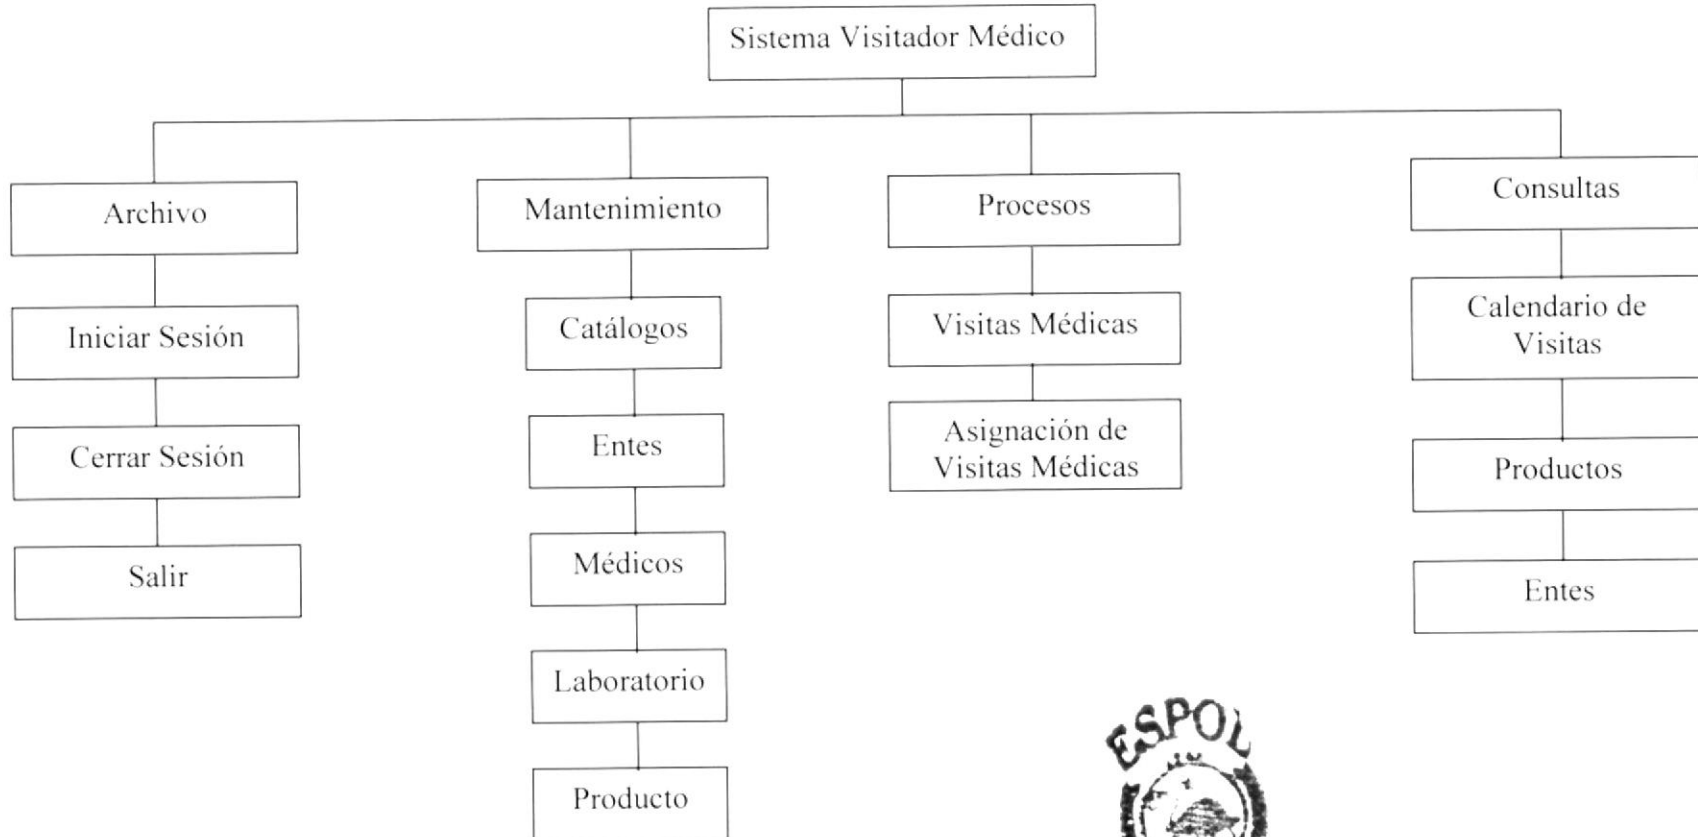 Sistema Visitador Médico
Archivo
Mantenimiento
Procesos
Consultas
Iniciar Sesión
Catálogos
Visitas Médicas
Calendario de
Visitas
Cerrar Sesión
Entes
Asignación de
Visitas Médicas
Productos
Salir
Médicos
Entes
Laboratorio
Producto
ESPOL